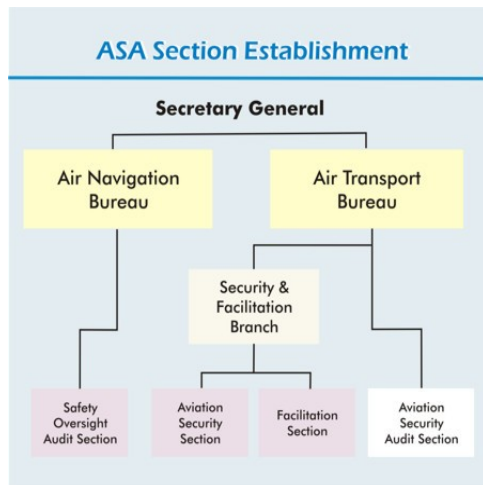 ASA Section Establishment
Secretary General
Air Navigation
Bureau
Air Transport
Bureau
Security &
Facilitation
Branch
Safety
Oversight
Audit Section
Aviation
Security
Section
Facilitation
Section
Aviation
Security
Audit Section